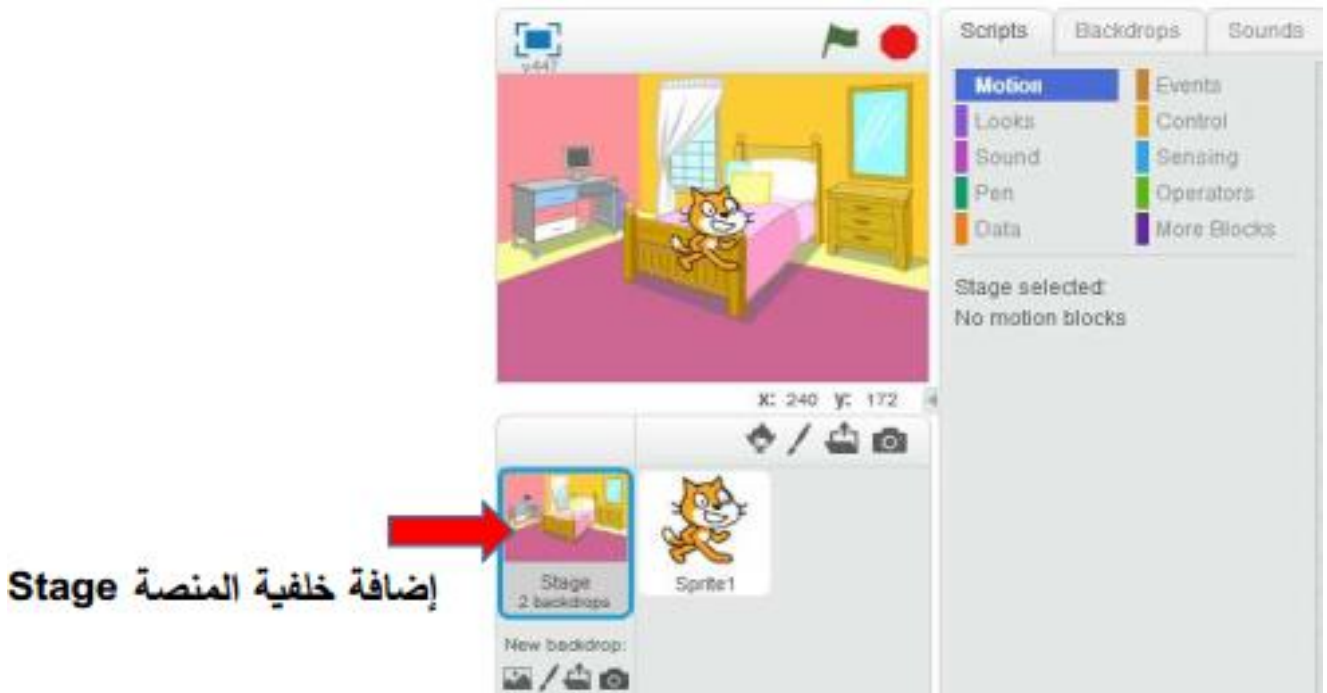 v447
Scripts Backdrops Sounds
Motion Events
Looks Control
Sound Sensing
Pen Operators
Data More Blocks
Stage selected:
No motion blocks
x: 240 y: 172
إضافة خلفية المنصة Stage
Stage
2 backdrops
Sprite1
New backdrop: